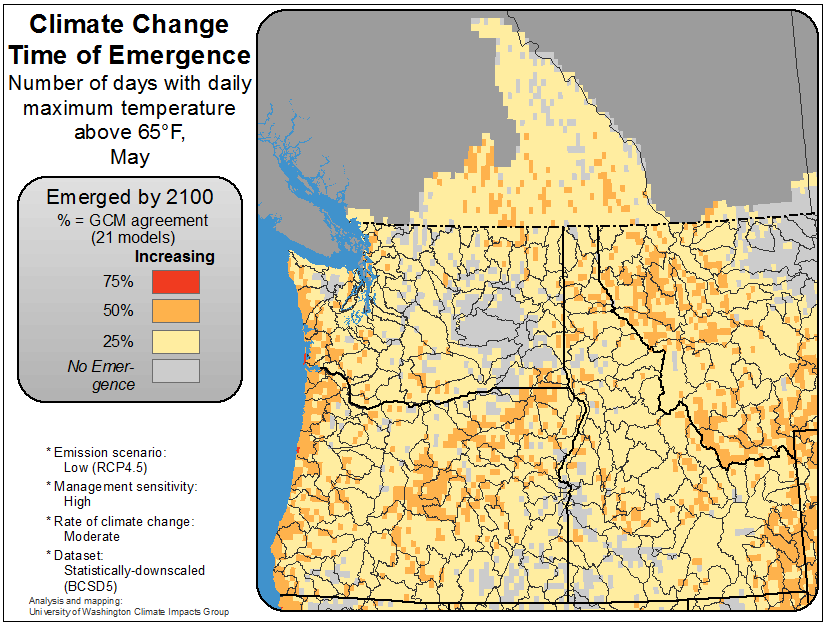 Climate Change
Time of Emergence
Number of days with daily
maximum temperature
above 65°F,
May
Emerged by 2100
% = GCM agreement
(21 models)
Increasing
75%
50%
25%
No Emer-
gence
* Emission scenario:
Low (RCP4.5)
* Management sensitivity:
High
* Rate of climate change:
Moderate
* Dataset:
Statistically-downscaled
(BCSD5)
Analysis and mapping:
University of Washington Climate Impacts Group